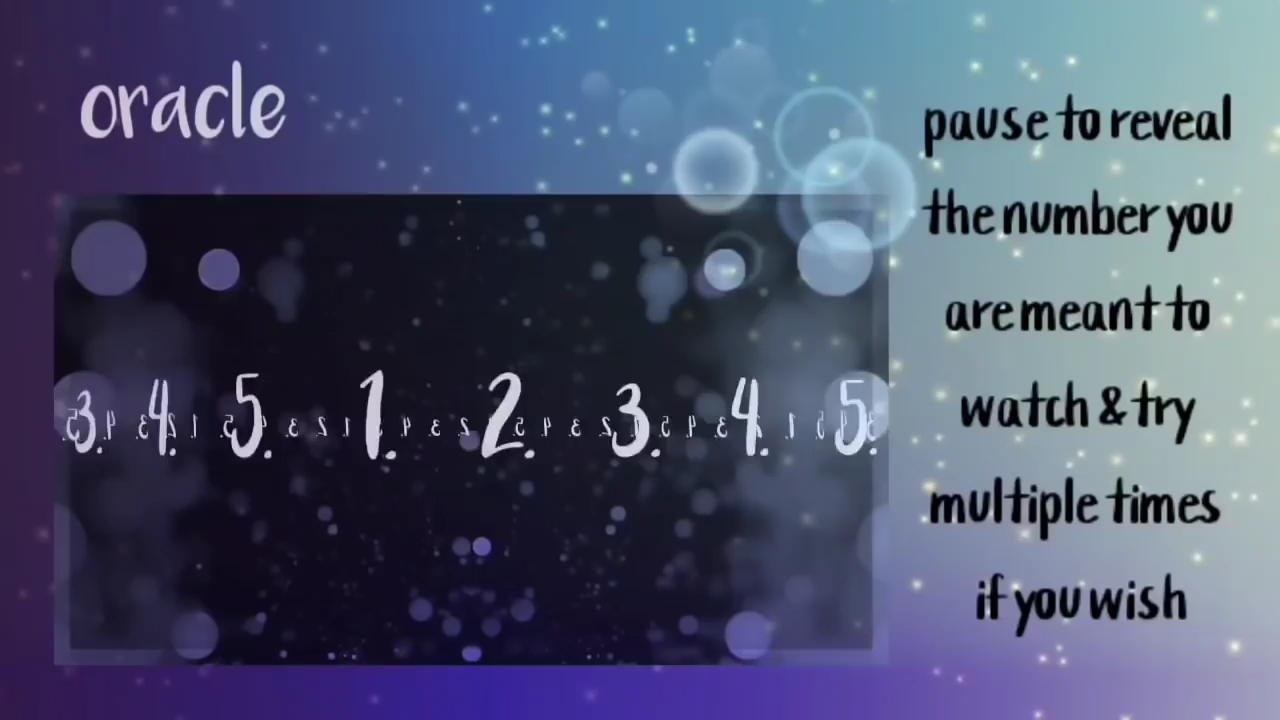 oracle
pause to reveal
the number you
are meant to
watch & try
multiple times
if you wish
3. 4. 5. 1. 2. 3. 4. 5.